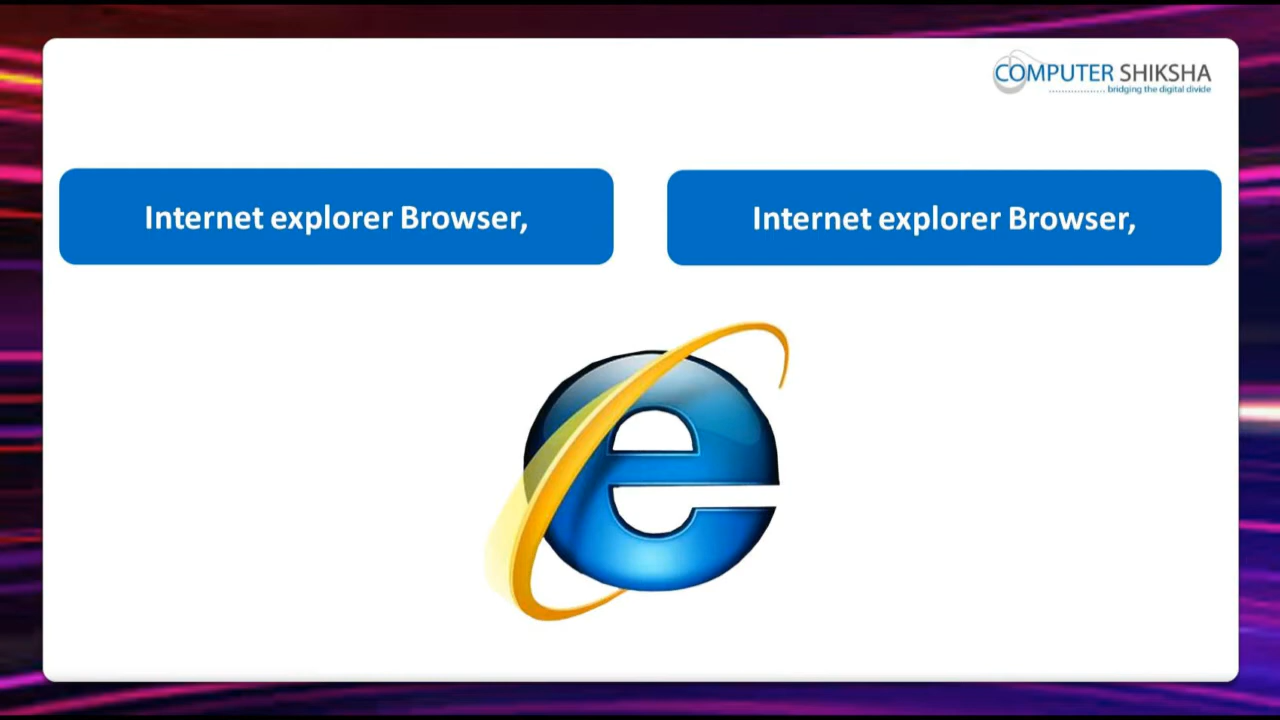 COMPUTER SHIKSHA
bridging the digital divide
Internet explorer Browser,
Internet explorer Browser,